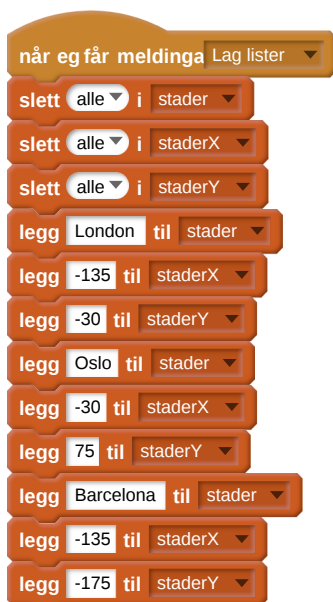 når eg får meldinga Lag lister
slett alle i stader
slett alle i staderX
slett alle i staderY
legg London til stader
legg -135 til staderX
legg -30 til staderY
legg Oslo til stader
legg -30 til staderX
legg 75 til staderY
legg Barcelona til stader
legg -135 til staderX
legg -175 til staderY